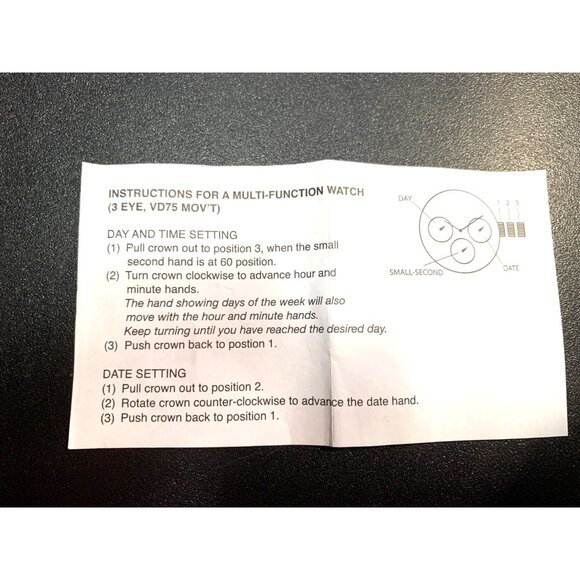 INSTRUCTIONS FOR A MULTI-FUNCTION WATCH
(3 EYE, VD75 MOV'T)
DAY AND TIME SETTING
(1) Pull crown out to position 3, when the small
second hand is at 60 position.
(2) Turn crown clockwise to advance hour and
minute hands.
The hand showing days of the week will also
move with the hour and minute hands.
Keep turning until you have reached the desired day.
(3) Push crown back to postion 1.
DATE SETTING
(1) Pull crown out to position 2.
(2) Rotate crown counter-clockwise to advance the date hand.
(3) Push crown back to position 1.
DAY
1 2 3
SMALL-SECOND
DATE